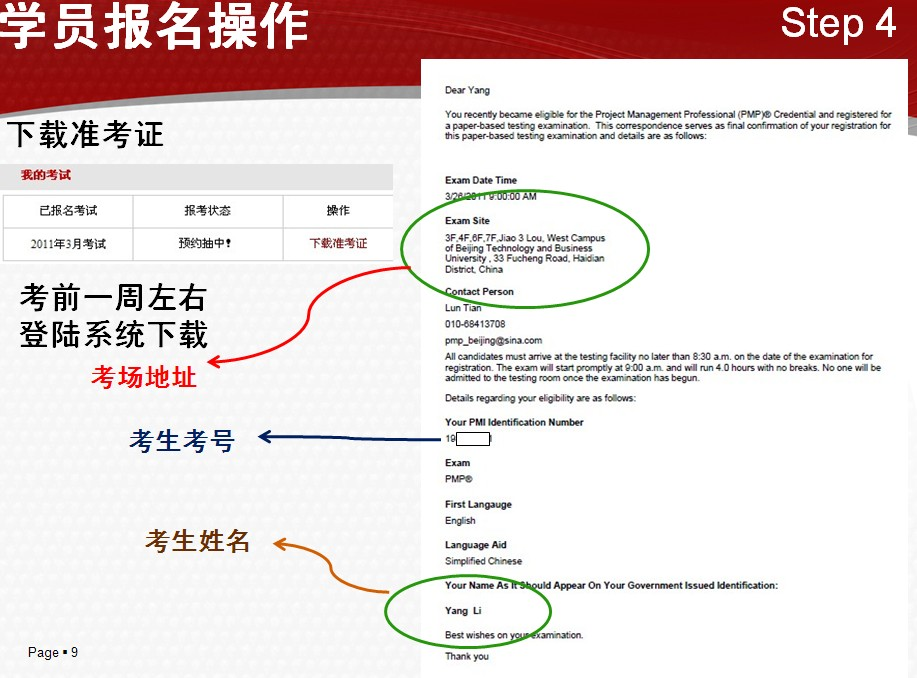 学员报名操作
Step 4
下载准考证
我的考试
已报名考试 报考状态 操作
2011年3月考试 预约抽中! 下载准考证
考前一周左右
登陆系统下载
考场地址
考生考号
考生姓名
Page ▪ 9
Dear Yang
You recently became eligible for the Project Management Professional (PMP)® Credential and registered for
a paper-based testing examination. This correspondence serves as final confirmation of your registration for
this paper-based testing examination and details are as follows:
Exam Date Time
3/26/2011 9:00:00 AM
Exam Site
3F,4F,6F,7F,Jiao 3 Lou, West Campus
of Beijing Technology and Business
University , 33 Fucheng Road, Haidian
District, China
Contact Person
Lun Tian
010-68413708
pmp_beijing@sina.com
All candidates must arrive at the testing facility no later than 8:30 a.m. on the date of the examination for
registration. The exam will start promptly at 9:00 a.m. and will run 4.0 hours with no breaks. No one will be
admitted to the testing room once the examination has begun.
Details regarding your eligibility are as follows:
Your PMI Identification Number
19
Exam
PMP®
First Langauge
English
Language Aid
Simplified Chinese
Your Name As It Should Appear On Your Government Issued Identification:
Yang Li
Best wishes on your examination.
Thank you